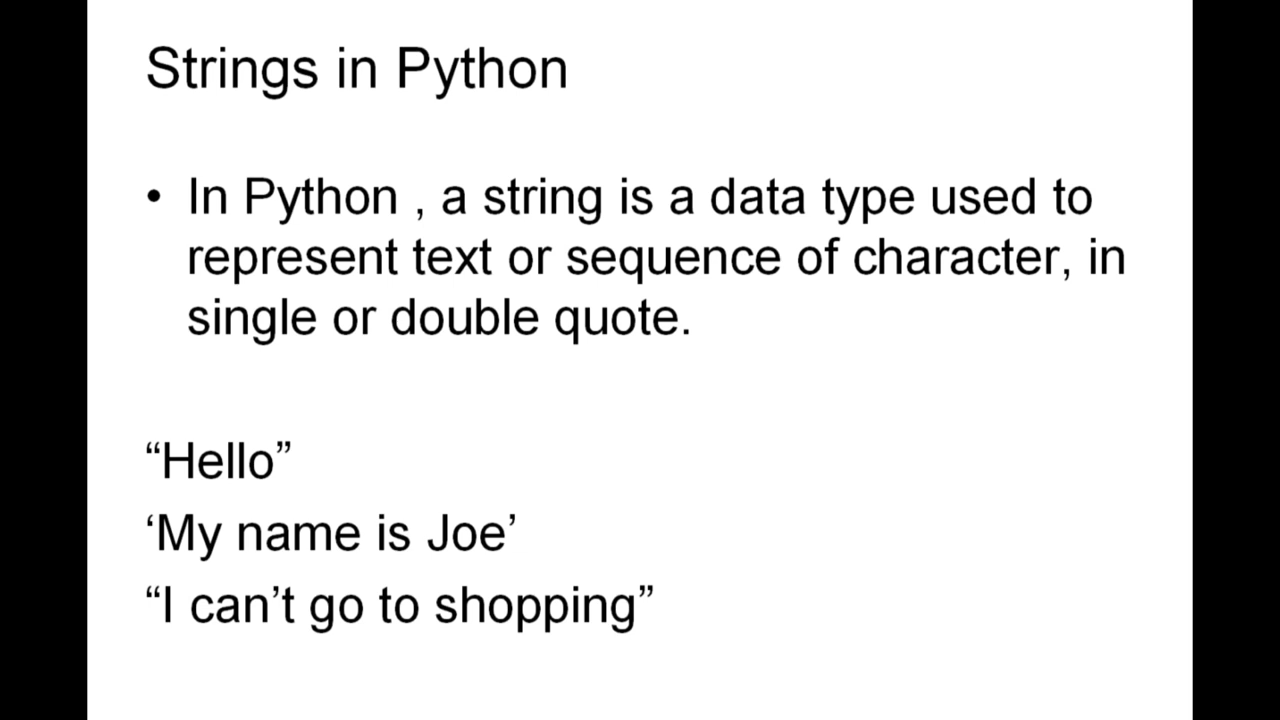 Strings in Python
• In Python , a string is a data type used to
represent text or sequence of character, in
single or double quote.
“Hello”
‘My name is Joe’
“I can’t go to shopping”